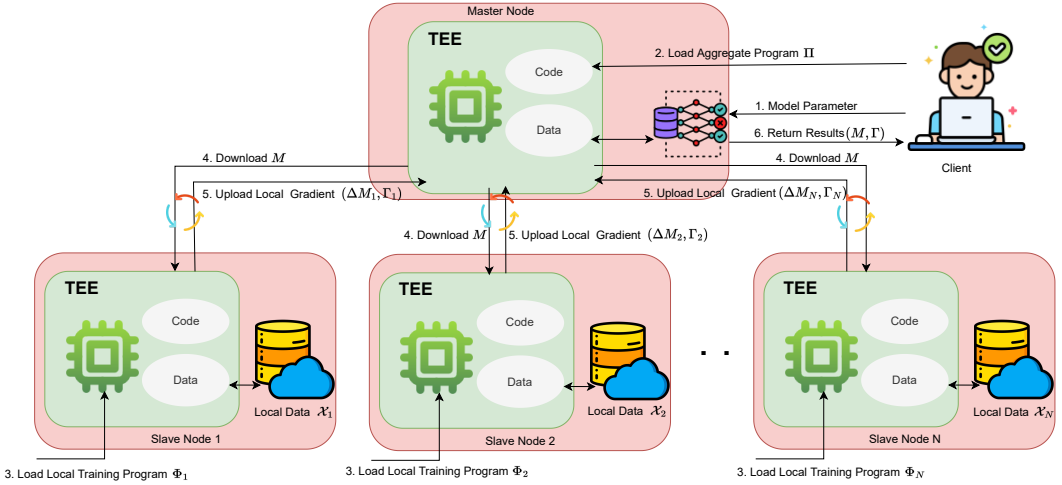 Master Node
TEE
Code
Data
2. Load Aggregate Program Π
1. Model Parameter
6. Return Results(M, Γ)
Client
4. Download M
5. Upload Local Gradient (ΔM₁, Γ₁)
4. Download M
5. Upload Local Gradient (ΔM₂, Γ₂)
4. Download M
5. Upload Local Gradient (ΔM_N, Γ_N)
TEE
Code
Data
Local Data 𝒳₁
Slave Node 1
3. Load Local Training Program Φ₁
TEE
Code
Data
Local Data 𝒳₂
Slave Node 2
3. Load Local Training Program Φ₂
. .
TEE
Code
Data
Local Data 𝒳_N
Slave Node N
3. Load Local Training Program Φ_N